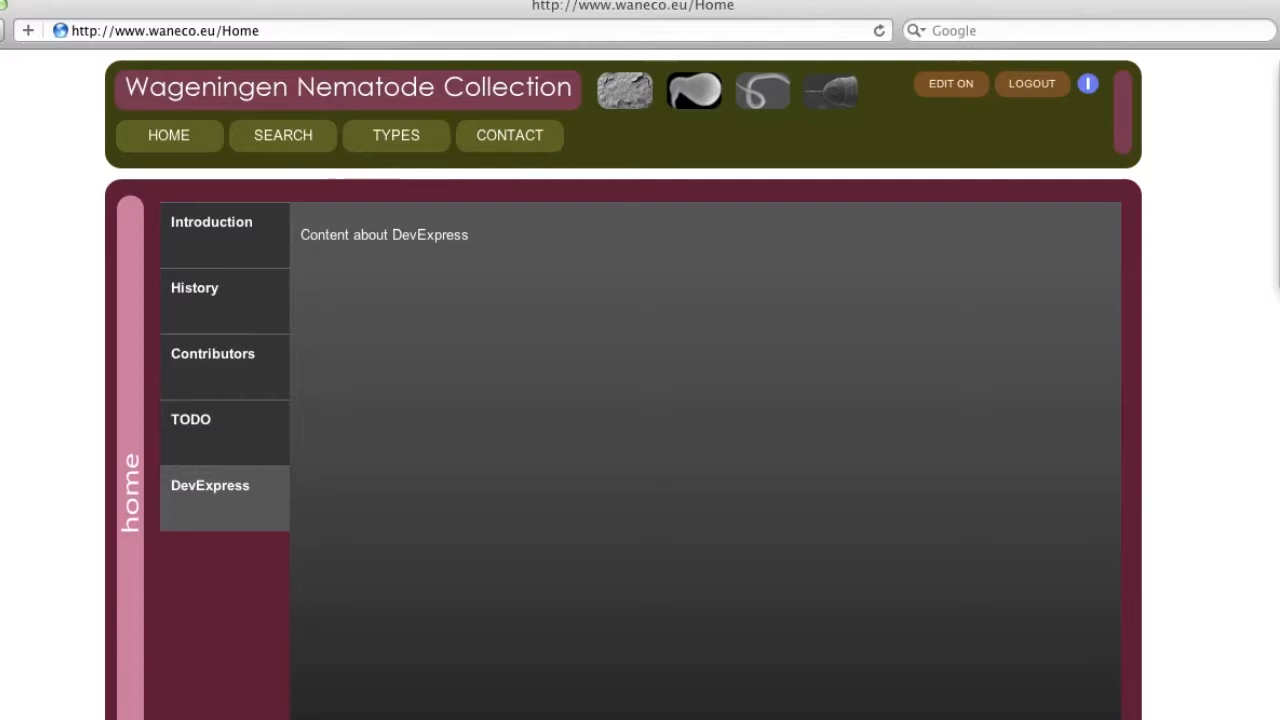 http://www.waneco.eu/Home
http://www.waneco.eu/Home
Google
Wageningen Nematode Collection
EDIT ON
LOGOUT
HOME
SEARCH
TYPES
CONTACT
Introduction
Content about DevExpress
History
Contributors
TODO
DevExpress
home